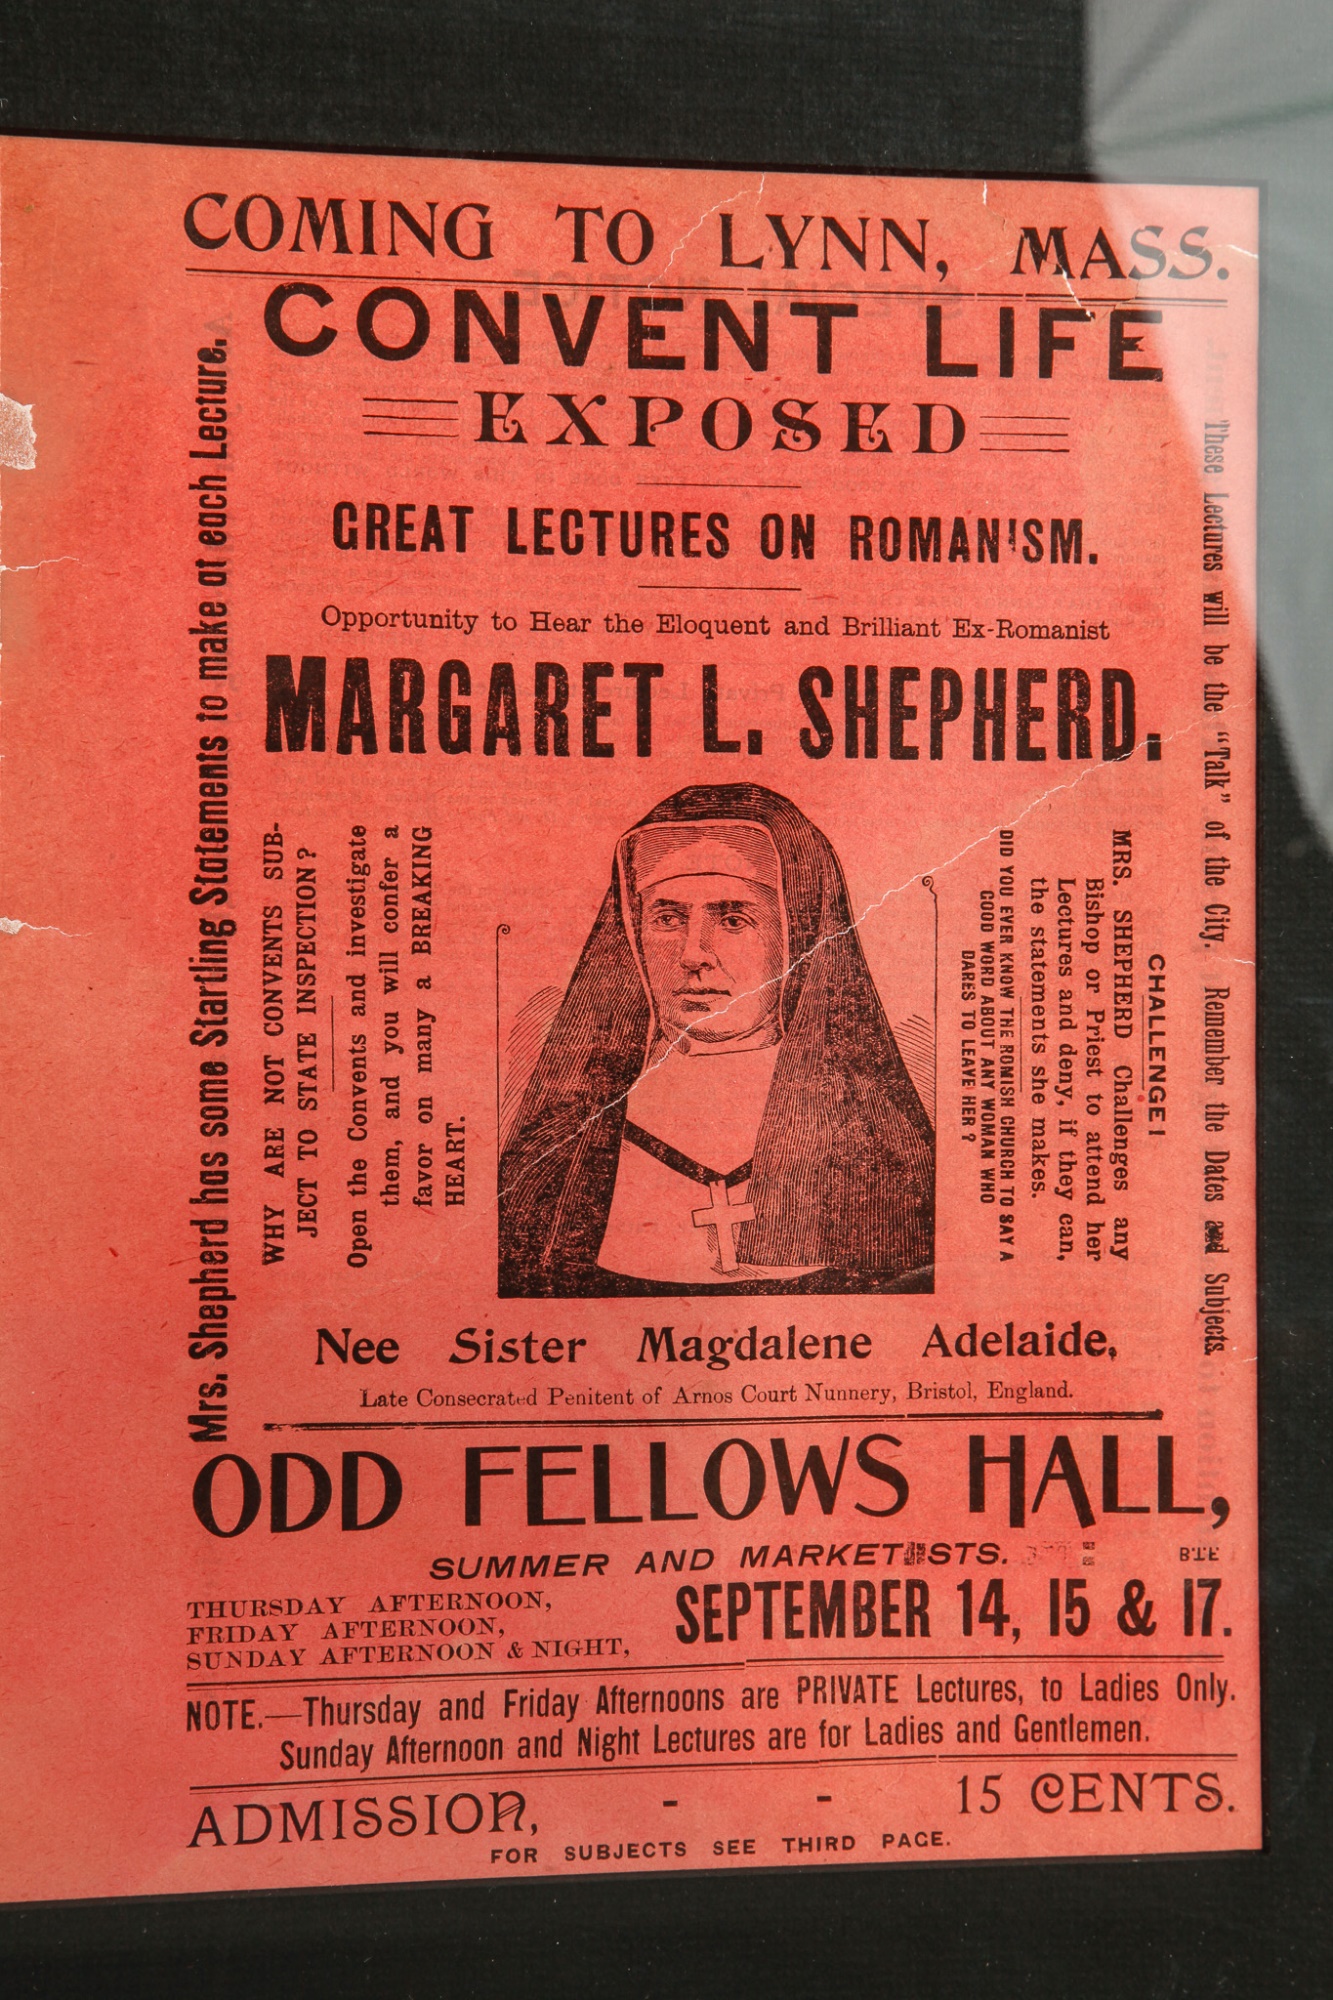 COMING TO LYNN, MASS.
CONVENT LIFE
EXPOSED
GREAT LECTURES ON ROMANISM.
Opportunity to Hear the Eloquent and Brilliant Ex-Romanist
MARGARET L. SHEPHERD.
Mrs. Shepherd has some Startling Statements to make at each Lecture.
WHY ARE NOT CONVENTS SUB-
JECT TO STATE INSPECTION?
Open the Convents and investigate
them, and you will confer a
favor on many a BREAKING
HEART.
These Lectures will be the "Talk" of the City. Remember the Dates and Subjects.
CHALLENGE!
MRS. SHEPHERD Challenges any
Bishop or Priest to attend her
Lectures and deny, if they can,
the statements she makes.
DID YOU EVER KNOW THE ROMISH CHURCH TO SAY A
GOOD WORD ABOUT ANY WOMAN WHO
DARES TO LEAVE HER?
Nee Sister Magdalene Adelaide,
Late Consecrated Penitent of Arnos Court Nunnery, Bristol, England.
ODD FELLOWS HALL,
SUMMER AND MARKET STS.
THURSDAY AFTERNOON,
FRIDAY AFTERNOON,
SUNDAY AFTERNOON & NIGHT,
SEPTEMBER 14, 15 & 17.
NOTE.—Thursday and Friday Afternoons are PRIVATE Lectures, to Ladies Only.
Sunday Afternoon and Night Lectures are for Ladies and Gentlemen.
ADMISSION, - - 15 CENTS.
FOR SUBJECTS SEE THIRD PAGE.